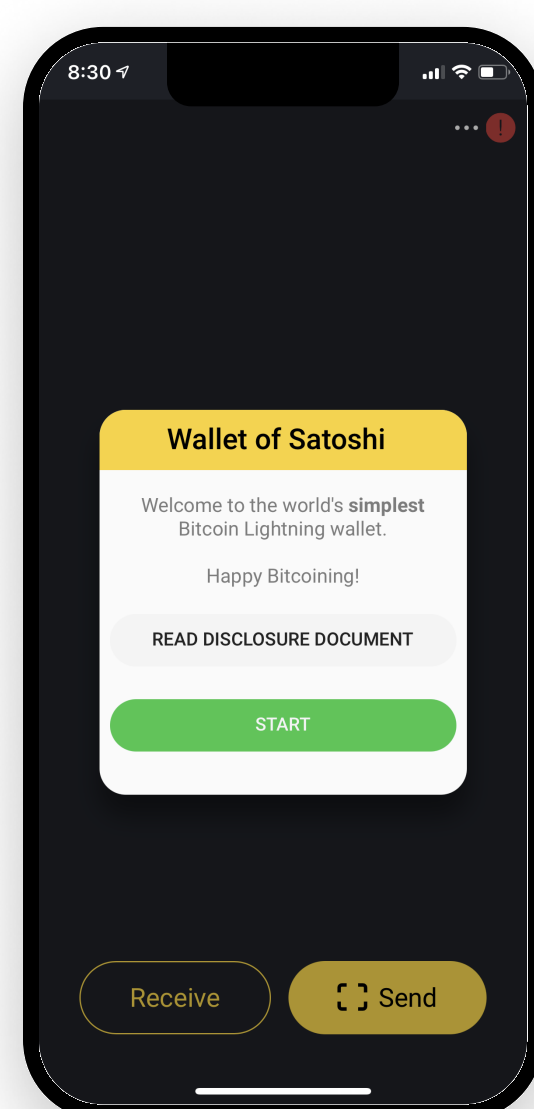 8:30
!
Wallet of Satoshi
Welcome to the world's simplest
Bitcoin Lightning wallet.
Happy Bitcoining!
READ DISCLOSURE DOCUMENT
START
Receive
Send